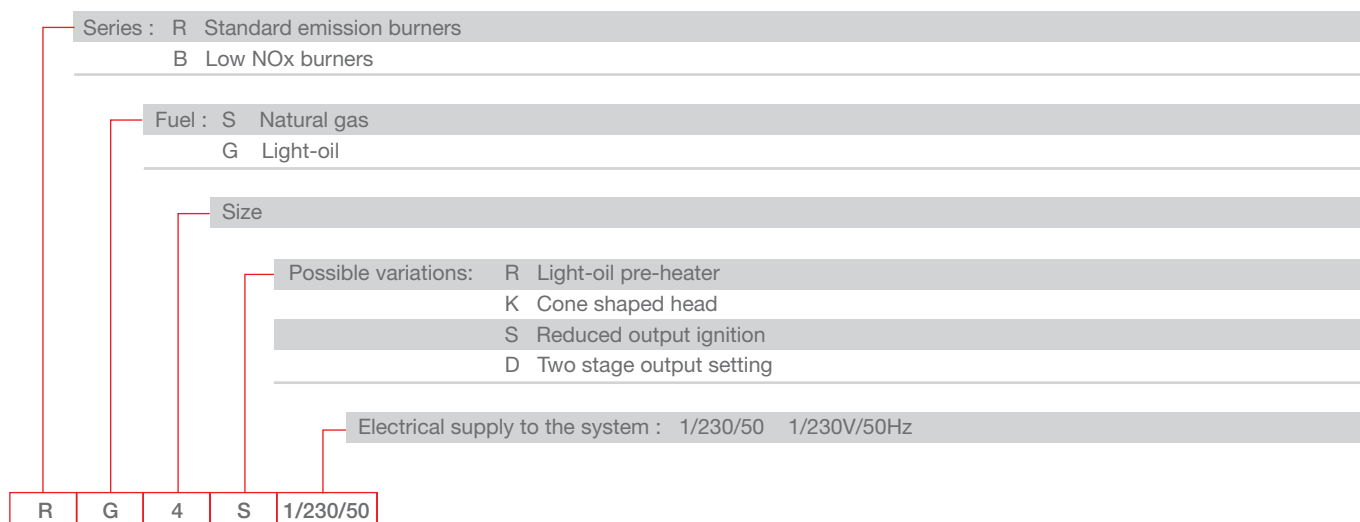 Series : R Standard emission burners
B Low NOx burners
Fuel : S Natural gas
G Light-oil
Size
Possible variations: R Light-oil pre-heater
K Cone shaped head
S Reduced output ignition
D Two stage output setting
Electrical supply to the system : 1/230/50 1/230V/50Hz
R G 4 S 1/230/50